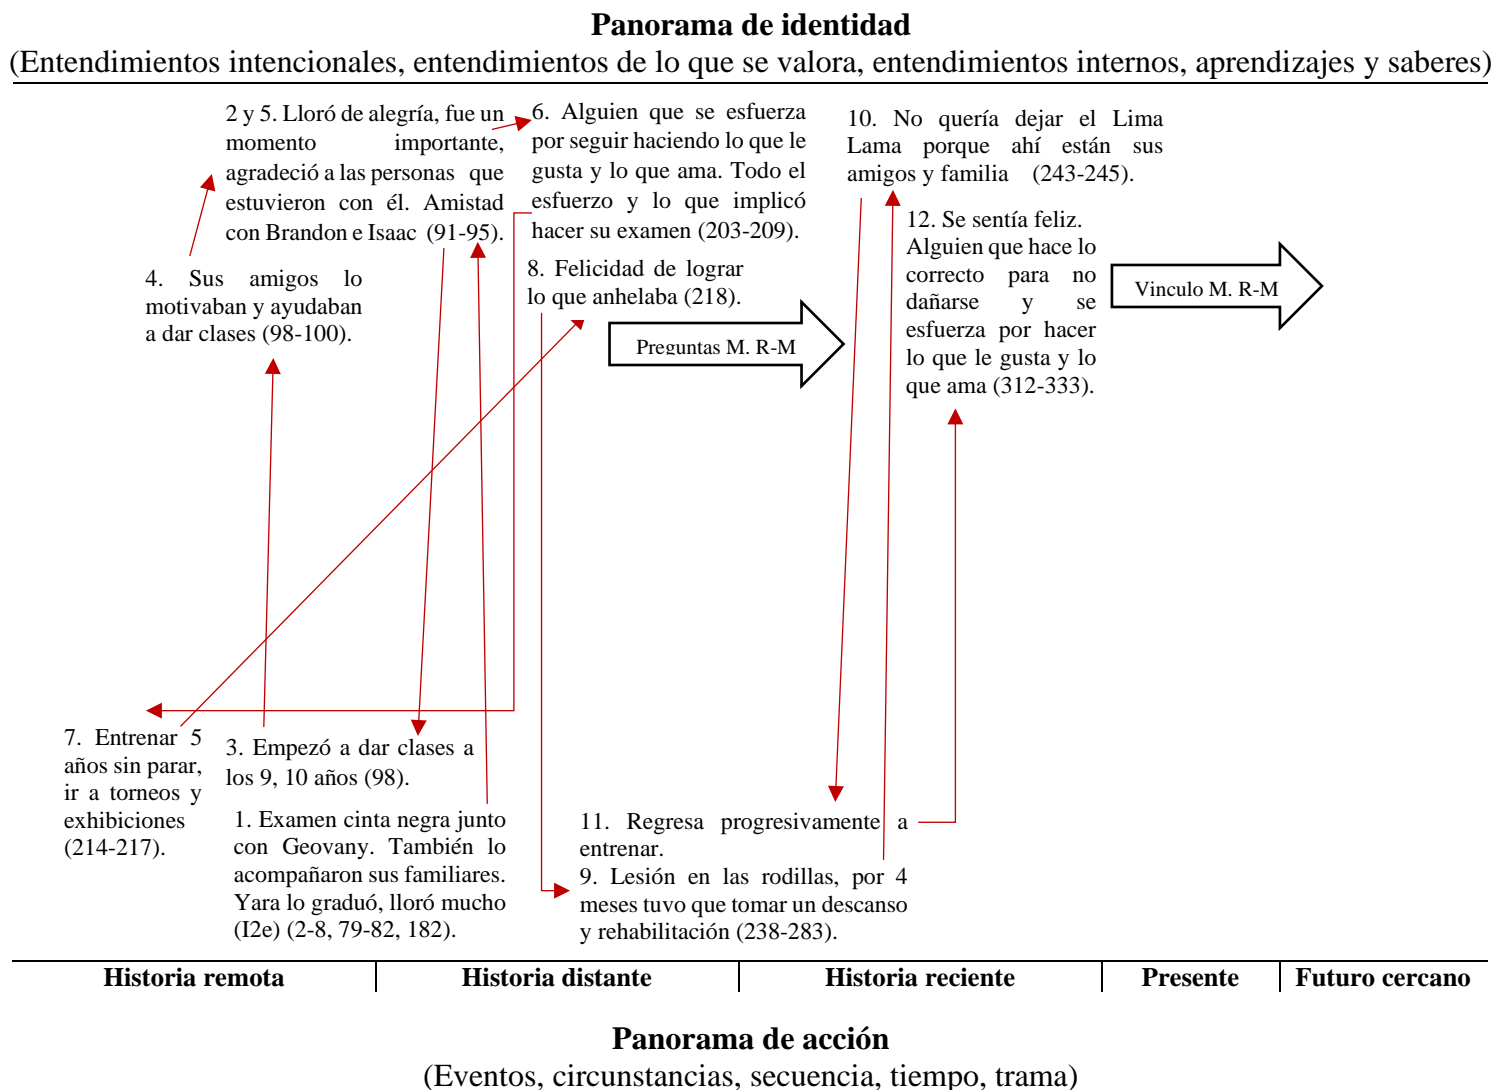 Panorama de identidad
(Entendimientos intencionales, entendimientos de lo que se valora, entendimientos internos, aprendizajes y saberes)
2 y 5. Lloró de alegría, fue un
momento importante,
agradeció a las personas que
estuvieron con él. Amistad
con Brandon e Isaac (91-95).
6. Alguien que se esfuerza
por seguir haciendo lo que le
gusta y lo que ama. Todo el
esfuerzo y lo que implicó
hacer su examen (203-209).
10. No quería dejar el Lima
Lama porque ahí están sus
amigos y familia (243-245).
4. Sus amigos lo
motivaban y ayudaban
a dar clases (98-100).
8. Felicidad de lograr
lo que anhelaba (218).
12. Se sentía feliz.
Alguien que hace lo
correcto para no
dañarse y se
esfuerza por hacer
lo que le gusta y lo
que ama (312-333).
Preguntas M. R-M
Vinculo M. R-M
7. Entrenar 5
años sin parar,
ir a torneos y
exhibiciones
(214-217).
3. Empezó a dar clases a
los 9, 10 años (98).
1. Examen cinta negra junto
con Geovany. También lo
acompañaron sus familiares.
Yara lo graduó, lloró mucho
(I2e) (2-8, 79-82, 182).
11. Regresa progresivamente a
entrenar.
9. Lesión en las rodillas, por 4
meses tuvo que tomar un descanso
y rehabilitación (238-283).
Historia remota
Historia distante
Historia reciente
Presente
Futuro cercano
Panorama de acción
(Eventos, circunstancias, secuencia, tiempo, trama)